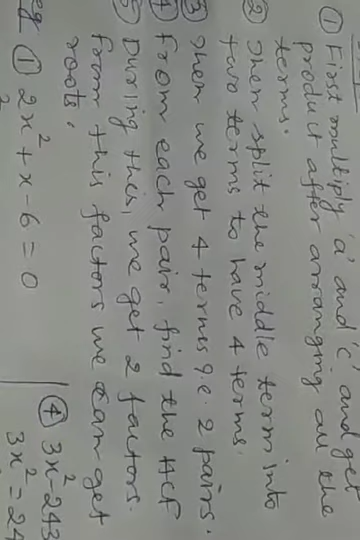 ① First multiply 'a' and 'c' and get
product after arranging all the
terms.
② Then split the middle term into
two terms to have 4 terms.
③ Then we get 4 terms i.e. 2 pairs.
④ From each pair, find the HCF
⑤ During this, we get 2 factors.
from this factors we can get
roots.
eg ① 2x² + x - 6 = 0
④ 3x² 243
3x² = 24